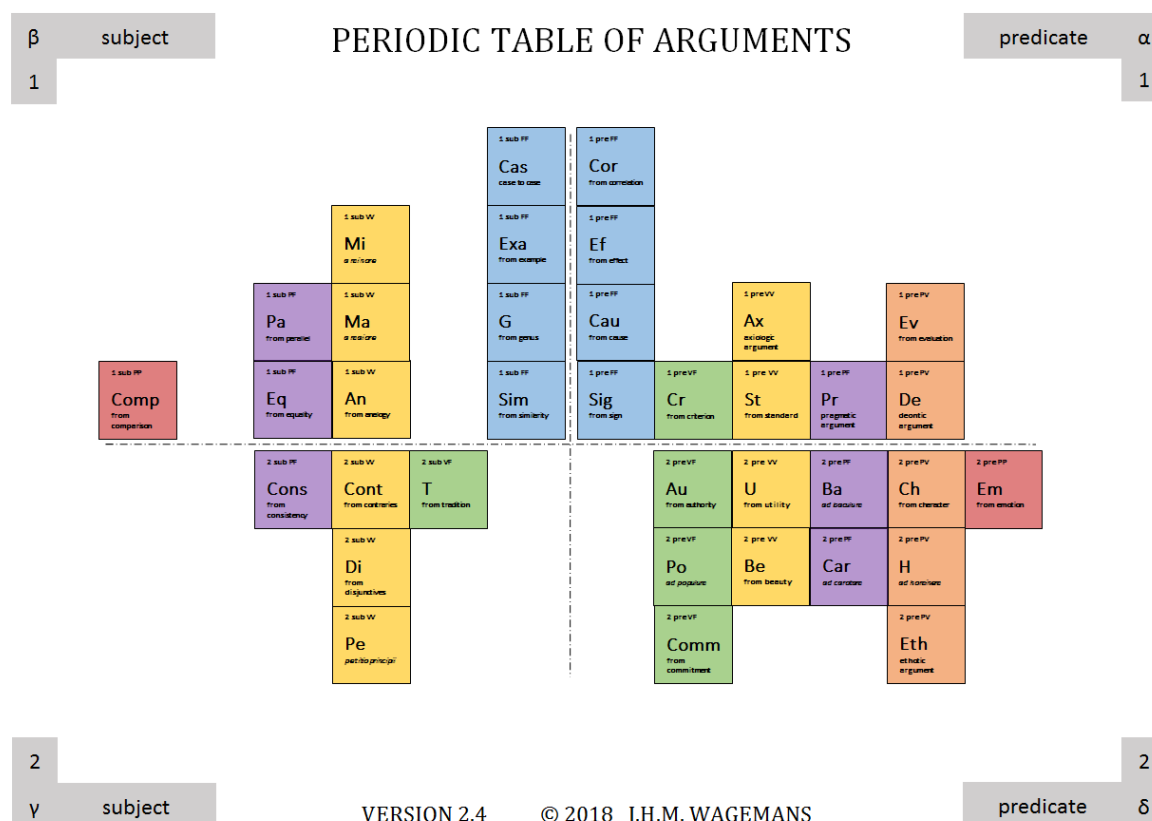 β subject
PERIODIC TABLE OF ARGUMENTS
predicate α
1
1
1 sub FF
Cas
case to case
1 pre FF
Cor
from correlation
1 sub VV
Mi
a minore
1 sub FF
Exa
from example
1 pre FF
Ef
from effect
1 sub PF
Pa
from parallel
1 sub VV
Ma
a maiore
1 sub FF
G
from genus
1 pre FF
Cau
from cause
1 pre VV
Ax
axiologic
argument
1 pre PV
Ev
from evaluation
1 sub PP
Comp
from
comparison
1 sub PF
Eq
from equality
1 sub VV
An
from analogy
1 sub FF
Sim
from similarity
1 pre FF
Sig
from sign
1 pre VF
Cr
from criterion
1 pre VV
St
from standard
1 pre PF
Pr
pragmatic
argument
1 pre PV
De
deontic
argument
2 sub PF
Cons
from
consistency
2 sub VV
Cont
from contraries
2 sub VF
T
from tradition
2 pre VF
Au
from authority
2 pre VV
U
from utility
2 pre PF
Ba
ad baculum
2 pre PV
Ch
from character
2 pre PP
Em
from emotion
2 sub VV
Di
from
disjunctives
2 pre VF
Po
ad populum
2 pre VV
Be
from beauty
2 pre PF
Car
ad carotam
2 pre PV
H
ad hominem
2 sub VV
Pe
petitio principii
2 pre VF
Comm
from
commitment
2 pre PV
Eth
ethotic
argument
2
2
γ subject
VERSION 2.4 © 2018 J.H.M. WAGEMANS
predicate δ